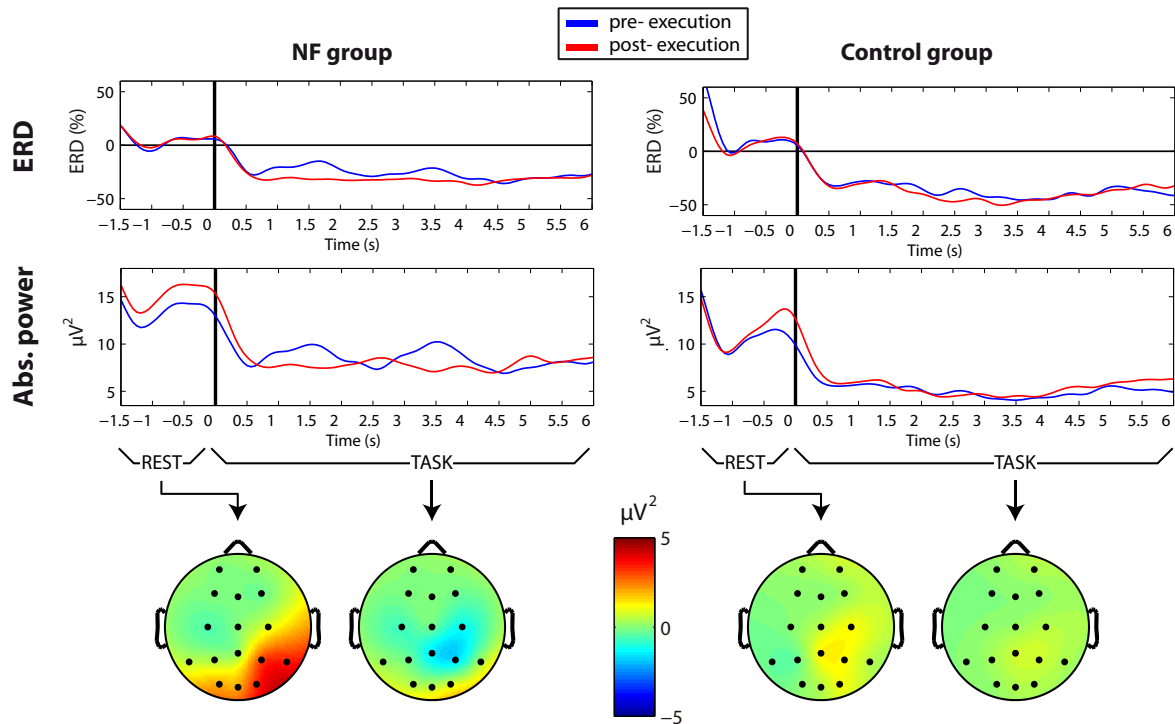 pre- execution
post- execution
NF group
Control group
ERD
ERD (%)
50
0
−50
−1.5 −1 −0.5 0 0.5 1 1.5 2 2.5 3 3.5 4 4.5 5 5.5 6
Time (s)
ERD (%)
50
0
−50
−1.5 −1 −0.5 0 0.5 1 1.5 2 2.5 3 3.5 4 4.5 5 5.5 6
Time (s)
Abs. power
µV²
15
10
5
−1.5 −1 −0.5 0 0.5 1 1.5 2 2.5 3 3.5 4 4.5 5 5.5 6
Time (s)
µV²
15
10
5
−1.5 −1 −0.5 0 0.5 1 1.5 2 2.5 3 3.5 4 4.5 5 5.5 6
Time (s)
REST TASK
REST TASK
µV²
5
0
−5